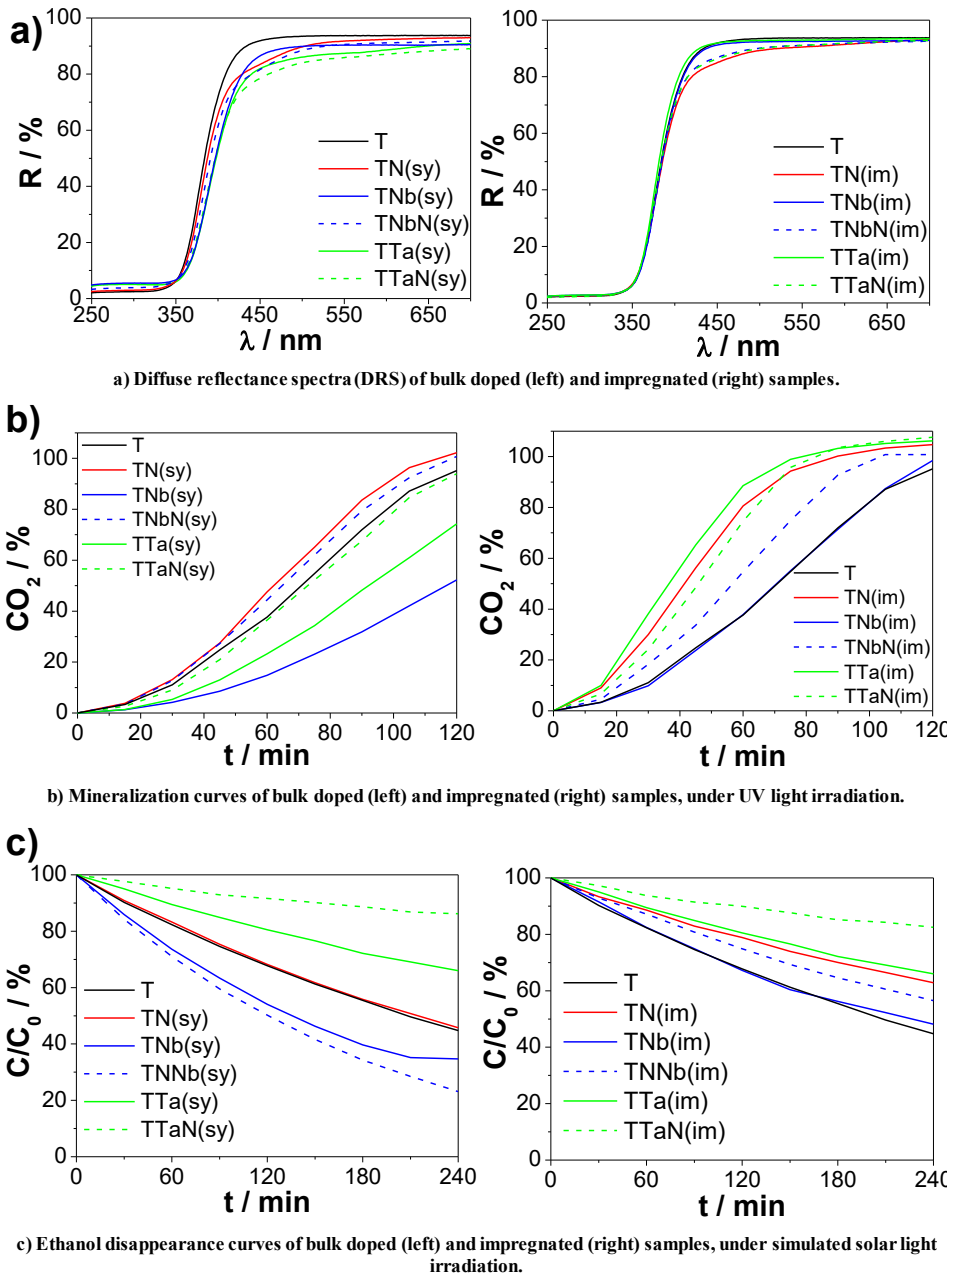 a)
R / %
100
80
60
40
20
0
250 350 450 550 650
λ / nm
T
TN(sy)
TNb(sy)
TNbN(sy)
TTa(sy)
TTaN(sy)
R / %
100
80
60
40
20
0
250 350 450 550 650
λ / nm
T
TN(im)
TNb(im)
TNbN(im)
TTa(im)
TTaN(im)
a) Diffuse reflectance spectra (DRS) of bulk doped (left) and impregnated (right) samples.
b)
CO2 / %
100
80
60
40
20
0
0 20 40 60 80 100 120
t / min
T
TN(sy)
TNb(sy)
TNbN(sy)
TTa(sy)
TTaN(sy)
CO2 / %
100
80
60
40
20
0
0 20 40 60 80 100 120
t / min
T
TN(im)
TNb(im)
TNbN(im)
TTa(im)
TTaN(im)
b) Mineralization curves of bulk doped (left) and impregnated (right) samples, under UV light irradiation.
c)
C/C0 / %
100
80
60
40
20
0
0 60 120 180 240
t / min
T
TN(sy)
TNb(sy)
TNNb(sy)
TTa(sy)
TTaN(sy)
C/C0 / %
100
80
60
40
20
0
0 60 120 180 240
t / min
T
TN(im)
TNb(im)
TNNb(im)
TTa(im)
TTaN(im)
c) Ethanol disappearance curves of bulk doped (left) and impregnated (right) samples, under simulated solar light
irradiation.